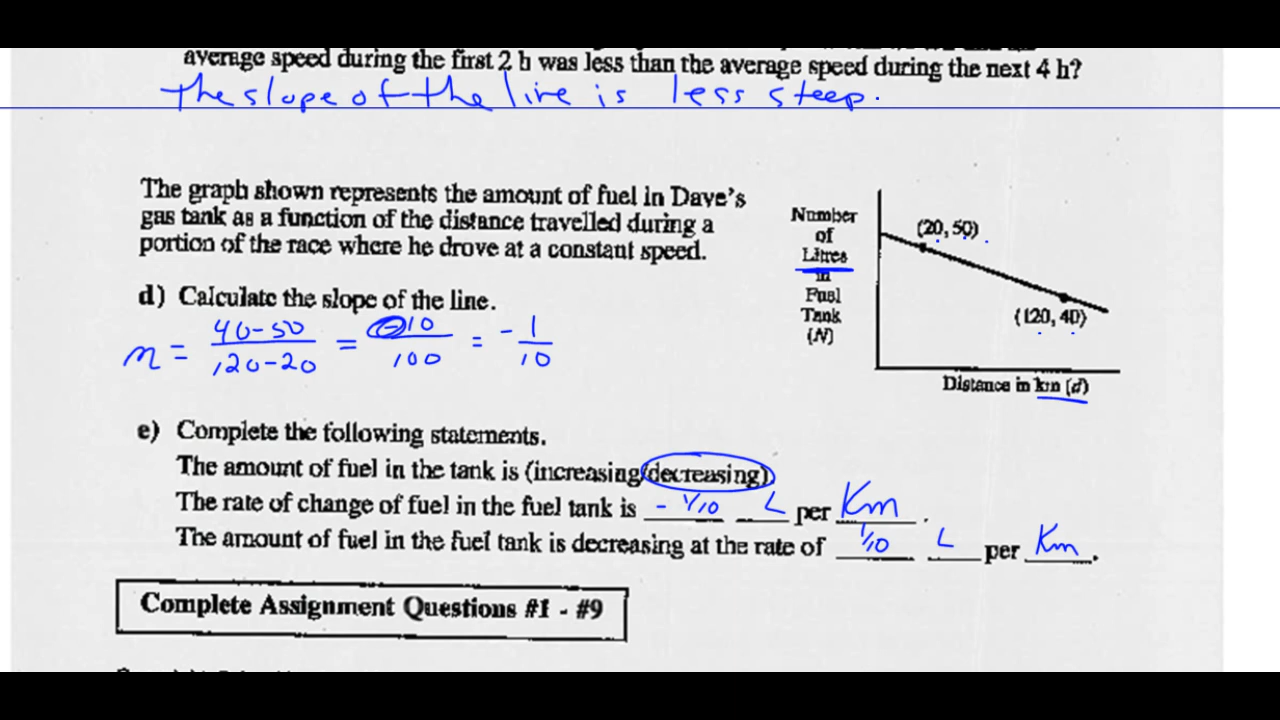 average speed during the first 2 h was less than the average speed during the next 4 h?
the slope of the line is less steep.
The graph shown represents the amount of fuel in Dave's
gas tank as a function of the distance travelled during a
portion of the race where he drove at a constant speed.
d) Calculate the slope of the line.
m = 40-50 / 120-20 = -10 / 100 = - 1 / 10
Number
of
Litres
in
Fuel
Tank
(N)
(20, 50)
(120, 40)
Distance in km (d)
e) Complete the following statements.
The amount of fuel in the tank is (increasing/decreasing).
The rate of change of fuel in the fuel tank is - 1/10 L per Km.
The amount of fuel in the fuel tank is decreasing at the rate of 1/10 L per Km.
Complete Assignment Questions #1 - #9